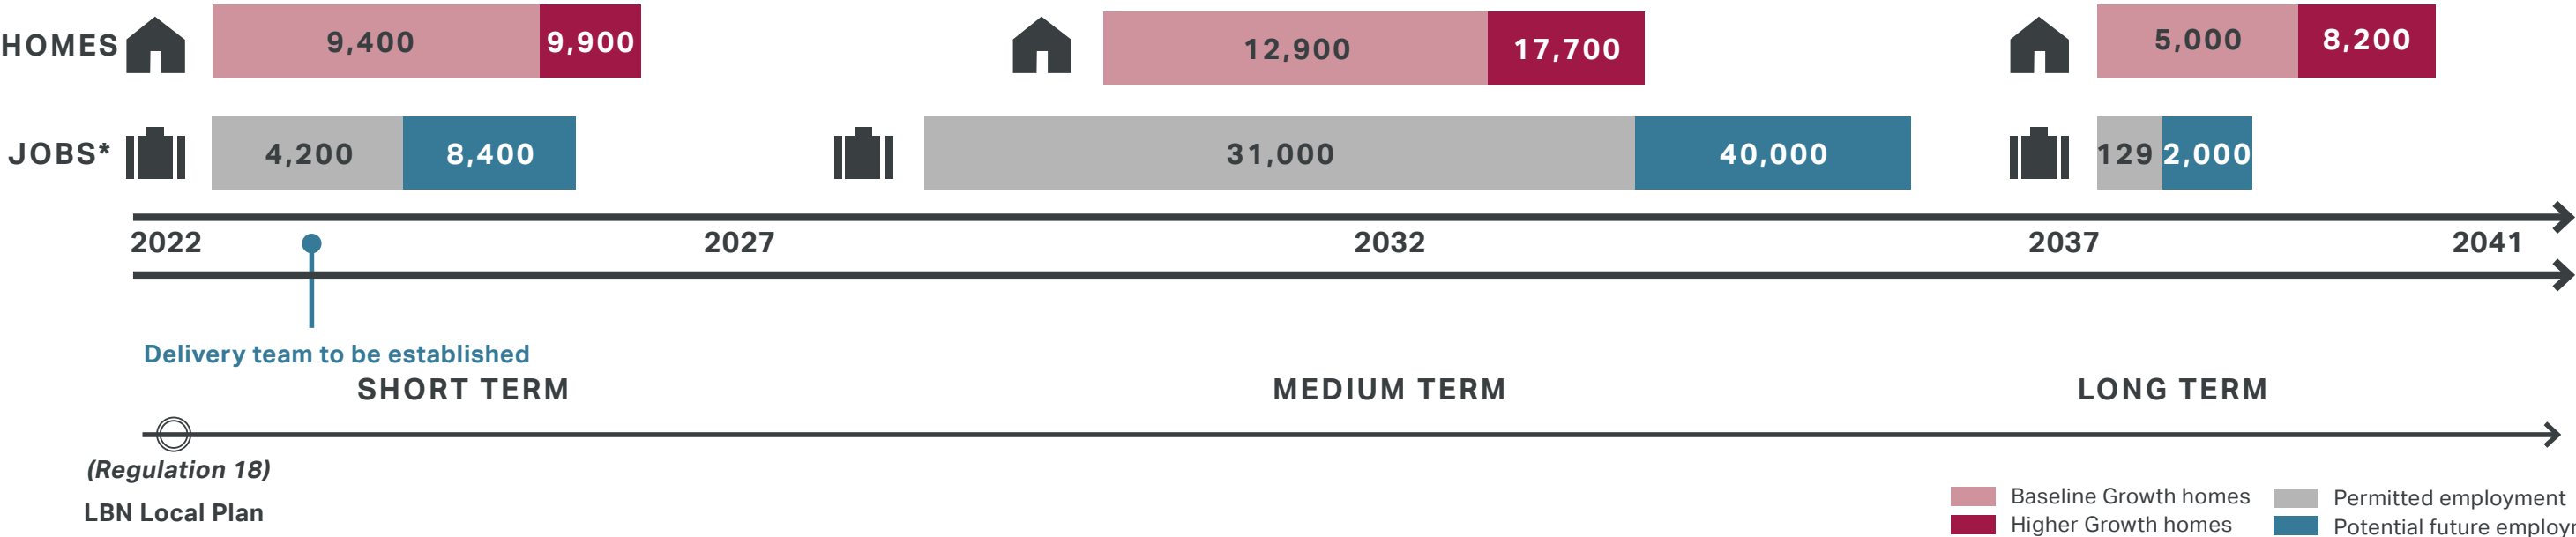 HOMES 9,400 9,900 12,900 17,700 5,000 8,200
JOBS* 4,200 8,400 31,000 40,000 129 2,000
2022 2027 2032 2037 2041
Delivery team to be established
SHORT TERM MEDIUM TERM LONG TERM
(Regulation 18)
LBN Local Plan
Baseline Growth homes Permitted employment
Higher Growth homes Potential future